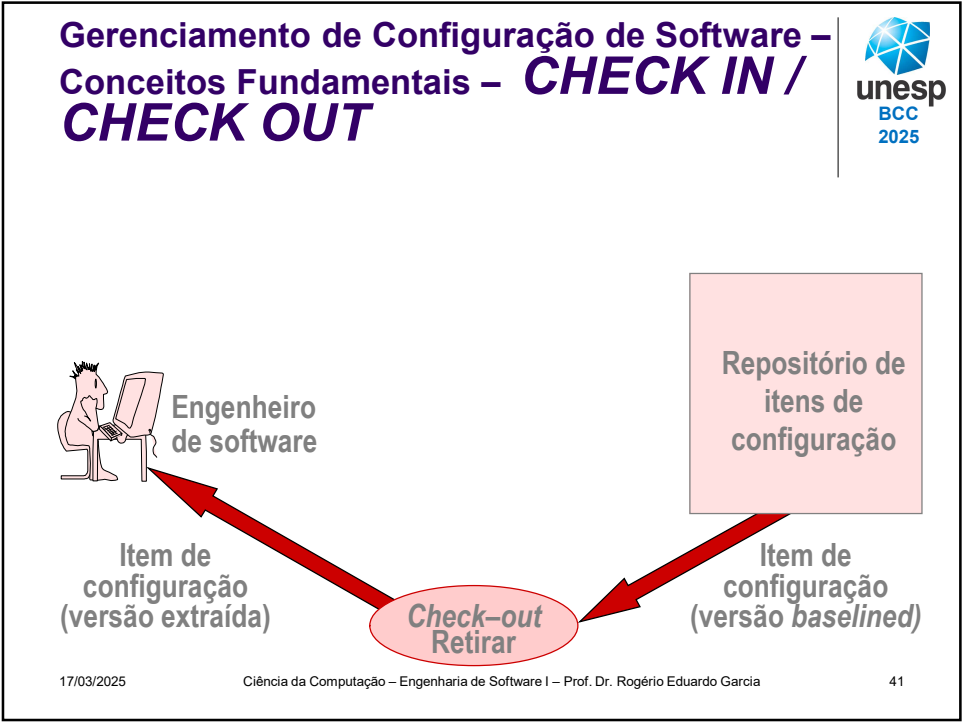 Gerenciamento de Configuração de Software –
Conceitos Fundamentais – CHECK IN /
CHECK OUT
unesp
BCC
2025
Repositório de
itens de
configuração
Engenheiro
de software
Item de
configuração
(versão extraída)
Check–out
Retirar
Item de
configuração
(versão baselined)
17/03/2025
Ciência da Computação – Engenharia de Software I – Prof. Dr. Rogério Eduardo Garcia
41